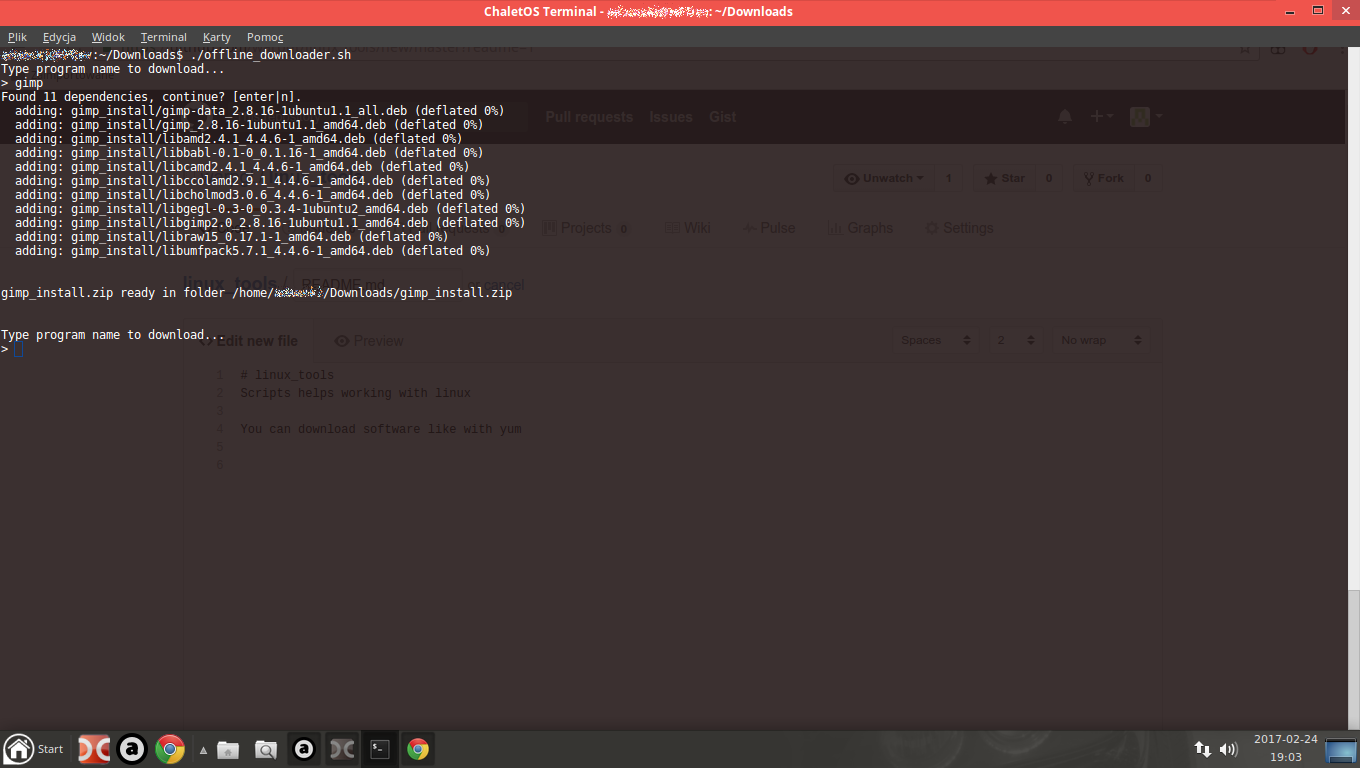 ChaletOS Terminal - : ~/Downloads
Plik Edycja Widok Terminal Karty Pomoc
:~/Downloads$ ./offline_downloader.sh
Type program name to download...
> gimp
Found 11 dependencies, continue? [enter|n].
adding: gimp_install/gimp-data_2.8.16-1ubuntu1.1_all.deb (deflated 0%)
adding: gimp_install/gimp_2.8.16-1ubuntu1.1_amd64.deb (deflated 0%)
adding: gimp_install/libamd2.4.1_4.4.6-1_amd64.deb (deflated 0%)
adding: gimp_install/libbabl-0.1-0_0.1.16-1_amd64.deb (deflated 0%)
adding: gimp_install/libcamd2.4.1_4.4.6-1_amd64.deb (deflated 0%)
adding: gimp_install/libccolamd2.9.1_4.4.6-1_amd64.deb (deflated 0%)
adding: gimp_install/libcholmod3.0.6_4.4.6-1_amd64.deb (deflated 0%)
adding: gimp_install/libgegl-0.3-0_0.3.4-1ubuntu2_amd64.deb (deflated 0%)
adding: gimp_install/libgimp2.0_2.8.16-1ubuntu1.1_amd64.deb (deflated 0%)
adding: gimp_install/libraw15_0.17.1-1_amd64.deb (deflated 0%)
adding: gimp_install/libumfpack5.7.1_4.4.6-1_amd64.deb (deflated 0%)
gimp_install.zip ready in folder /home/ /Downloads/gimp_install.zip
Type program name to download...
>
Pull requests Issues Gist
Unwatch 1 Star 0 Fork 0
Projects 0 Wiki Pulse Graphs Settings
linux_tools / README.md or cancel
Edit new file Preview Spaces 2 No wrap
1 # linux_tools
2 Scripts helps working with linux
3
4 You can download software like with yum
5
6
Start
2017-02-24
19:03